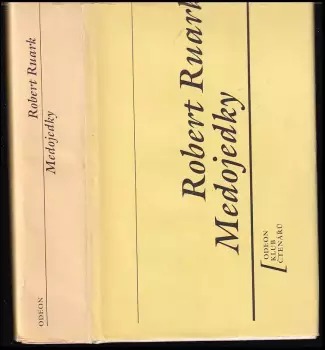 Robert Ruark
Medojedky
ODEON
Robert Ruark
Medojedky
ODEON
KLUB
ČTENÁŘŮ